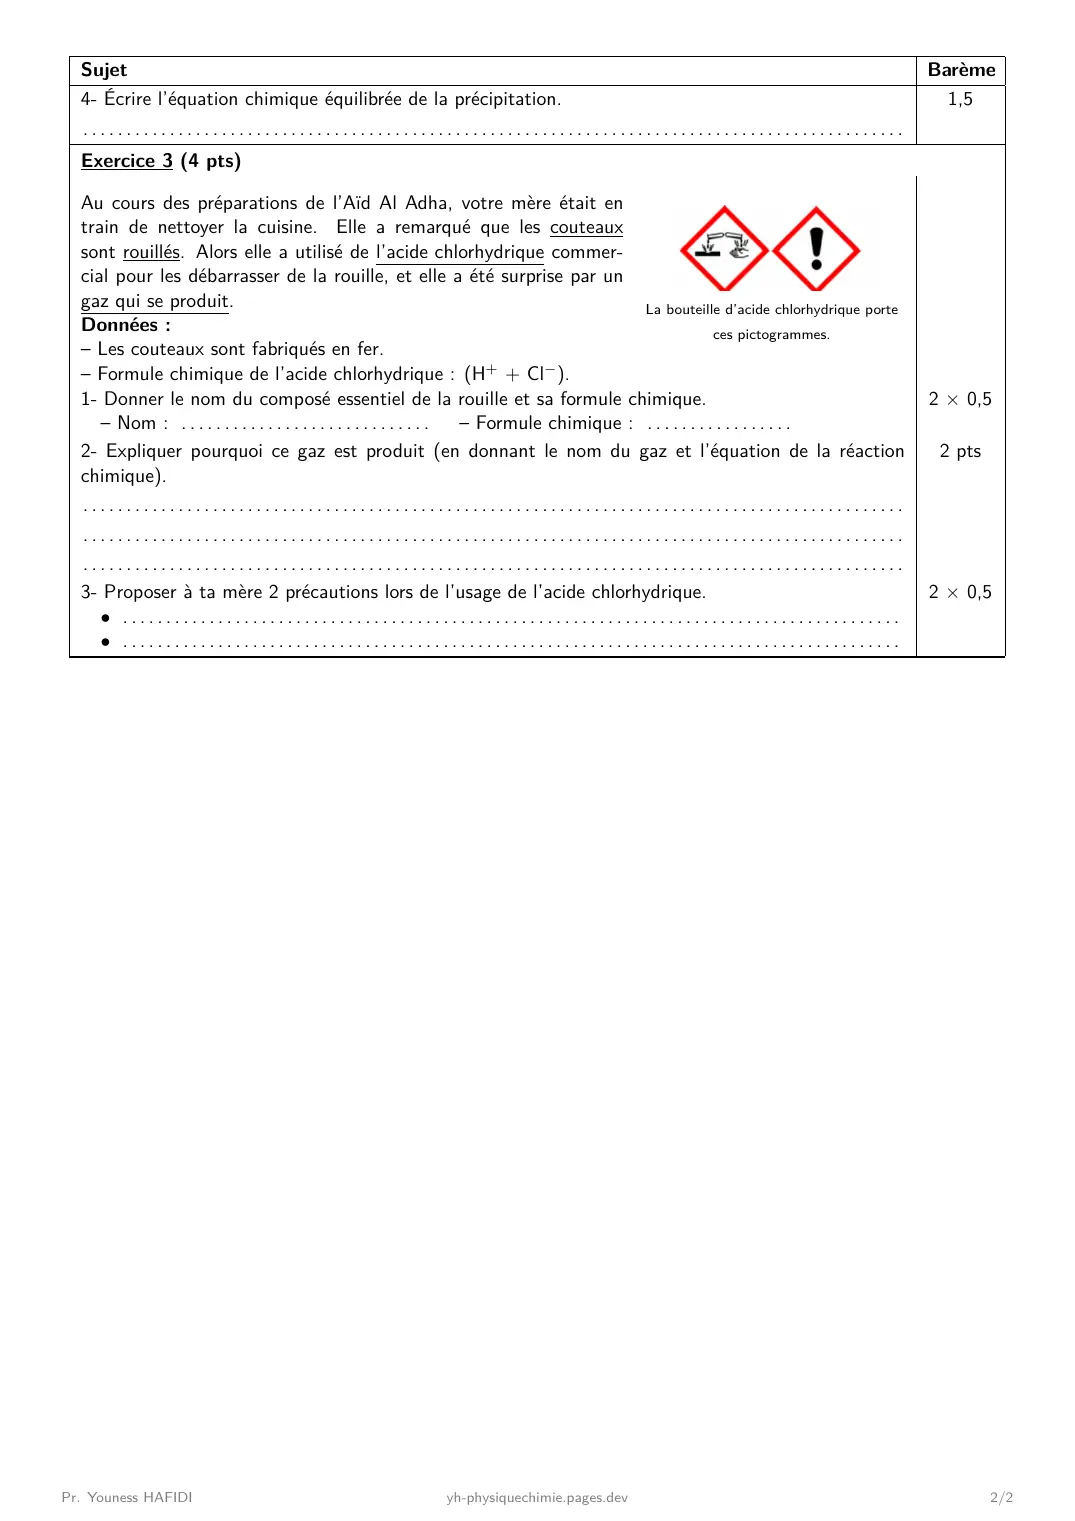 Sujet Barème
4- Écrire l'équation chimique équilibrée de la précipitation. 1,5
Exercice 3 (4 pts)
Au cours des préparations de l'Aïd Al Adha, votre mère était en
train de nettoyer la cuisine. Elle a remarqué que les couteaux
sont rouillés. Alors elle a utilisé de l'acide chlorhydrique commer-
cial pour les débarrasser de la rouille, et elle a été surprise par un
gaz qui se produit.
La bouteille d'acide chlorhydrique porte
ces pictogrammes.
Données :
– Les couteaux sont fabriqués en fer.
– Formule chimique de l'acide chlorhydrique : (H⁺ + Cl⁻).
1- Donner le nom du composé essentiel de la rouille et sa formule chimique. 2 × 0,5
– Nom : ............................. – Formule chimique : .................
2- Expliquer pourquoi ce gaz est produit (en donnant le nom du gaz et l'équation de la réaction 2 pts
chimique).
3- Proposer à ta mère 2 précautions lors de l'usage de l'acide chlorhydrique. 2 × 0,5
•
•
Pr. Youness HAFIDI yh-physiquechimie.pages.dev 2/2